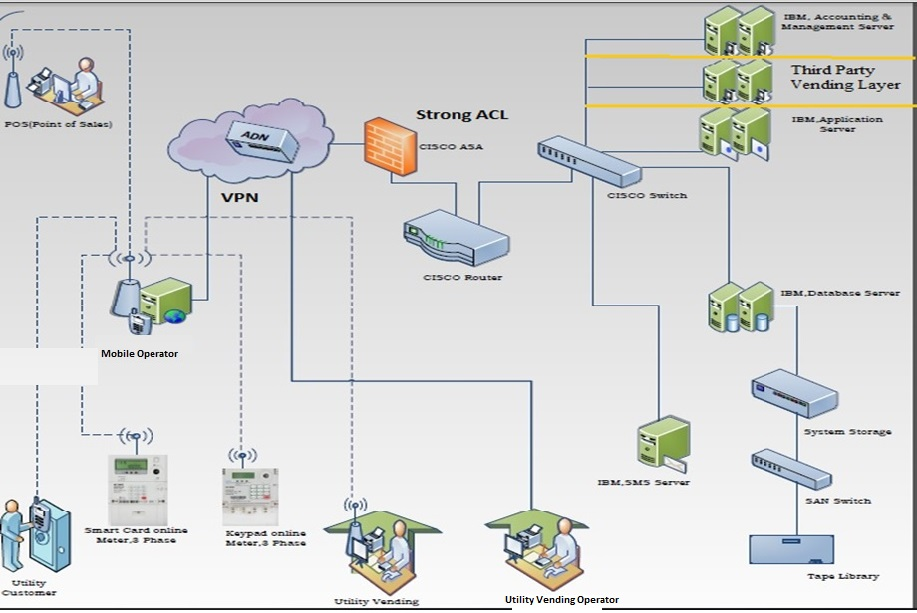 IBM, Accounting &
Management Server
Third Party
Vending Layer
POS(Point of Sales)
Strong ACL
IBM,Application
Server
ADN
CISCO ASA
VPN
CISCO Switch
CISCO Router
IBM,Database Server
Mobile Operator
System Storage
IBM,SMS Server
SAN Switch
Smart Card online
Meter,3 Phase
Keypad online
Meter,3 Phase
Tape Library
Utility
Customer
Utility Vending
Utility Vending Operator